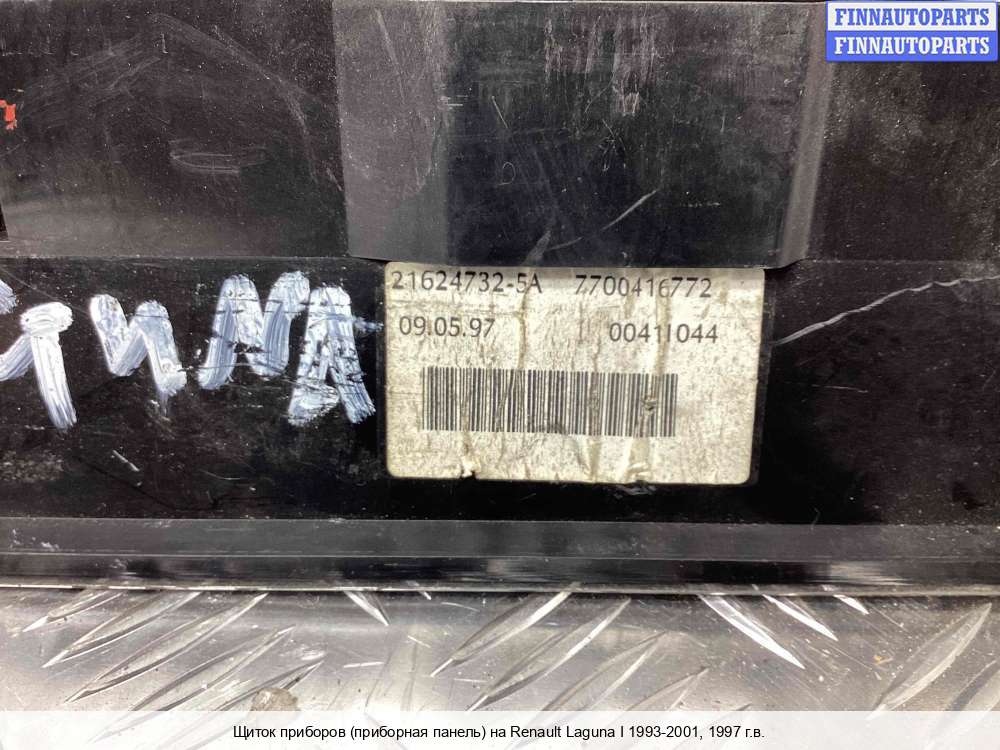 FINNAUTOPARTS
FINNAUTOPARTS
21624732-5A 7700416772
09.05.97 00411044
Щиток приборов (приборная панель) на Renault Laguna I 1993-2001, 1997 г.в.